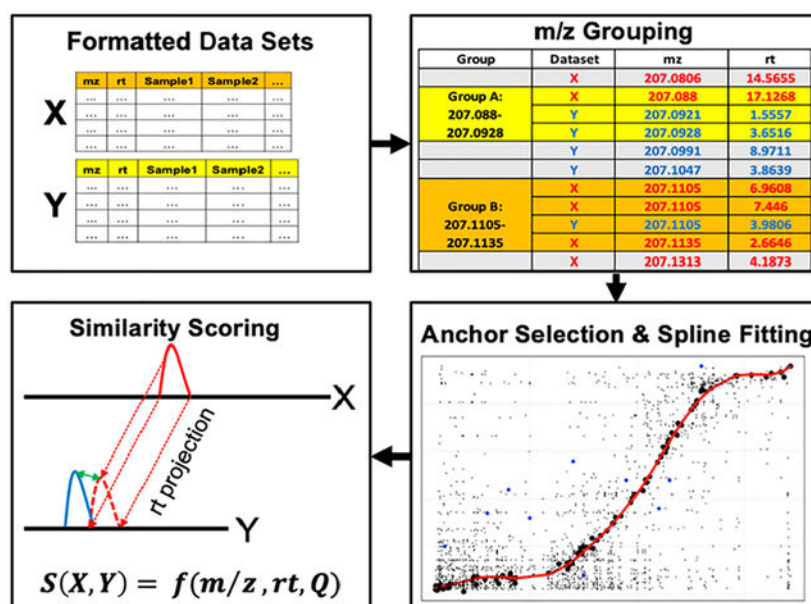 Formatted Data Sets
X
mz rt Sample1 Sample2 ...
... ... ... ... ...
... ... ... ... ...
... ... ... ... ...
... ... ... ... ...
Y
mz rt Sample1 Sample2 ...
... ... ... ... ...
... ... ... ... ...
... ... ... ... ...
... ... ... ... ...
m/z Grouping
Group Dataset mz rt
X 207.0806 14.5655
Group A: 207.088- 207.0928
X 207.088 17.1268
Y 207.0921 1.5557
Y 207.0928 3.6516
Y 207.0991 8.9711
Y 207.1047 3.8639
Group B: 207.1105- 207.1135
X 207.1105 6.9608
X 207.1105 7.446
Y 207.1105 3.9806
X 207.1135 2.6646
X 207.1313 4.1873
Anchor Selection & Spline Fitting
Similarity Scoring
X
rt projection
Y
S(X,Y) = f(m/z,rt,Q)